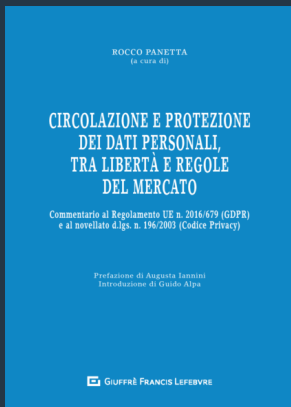 ROCCO PANETTA
(a cura di)
CIRCOLAZIONE E PROTEZIONE
DEI DATI PERSONALI,
TRA LIBERTÀ E REGOLE
DEL MERCATO
Commentario al Regolamento UE n. 2016/679 (GDPR)
e al novellato d.lgs. n. 196/2003 (Codice Privacy)
Prefazione di Augusta Iannini
Introduzione di Guido Alpa
GIUFFRÈ FRANCIS LEFEBVRE